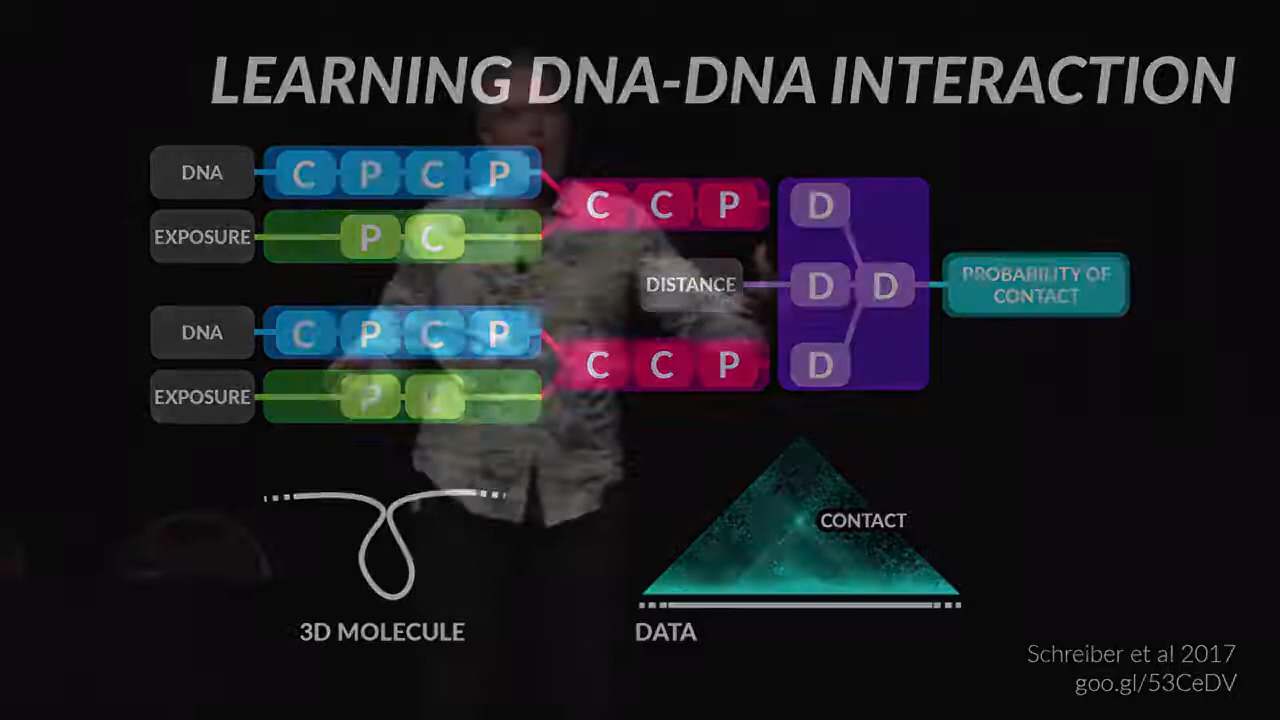 LEARNING DNA-DNA INTERACTION
DNA
C P C P
EXPOSURE
P C
C C P
D
DISTANCE
D D
PROBABILITY OF
CONTACT
DNA
C P C P
EXPOSURE
P C
C C P
D
CONTACT
3D MOLECULE
DATA
Schreiber et al 2017
goo.gl/53CeDV